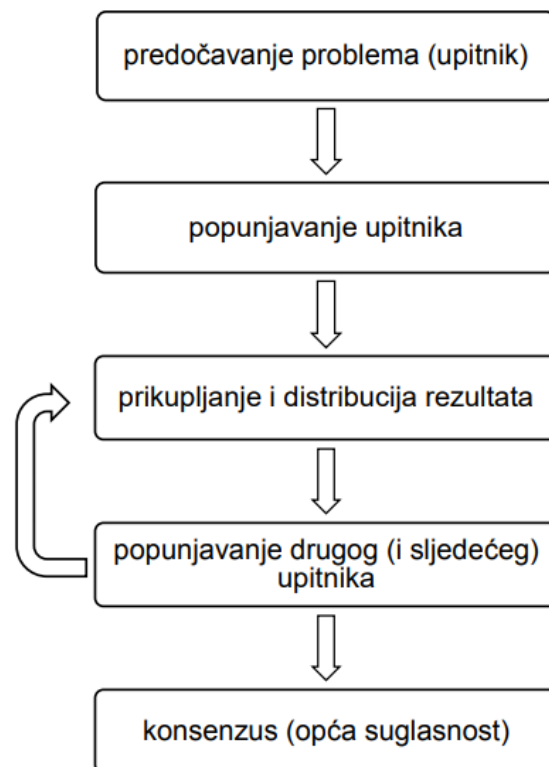 predočavanje problema (upitnik)
popunjavanje upitnika
prikupljanje i distribucija rezultata
popunjavanje drugog (i sljedećeg)
upitnika
konsenzus (opća suglasnost)